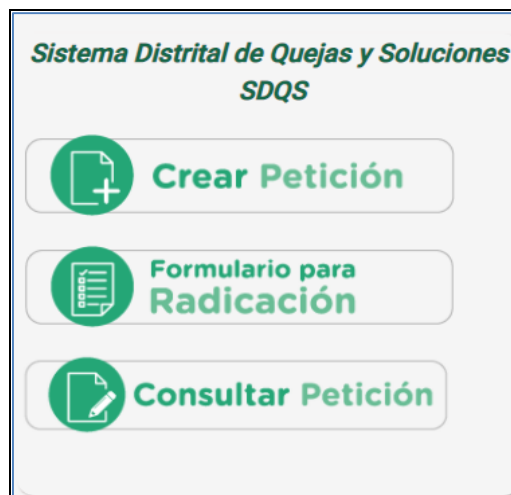 Sistema Distrital de Quejas y Soluciones
SDQS
Crear Petición
Formulario para
Radicación
Consultar Petición